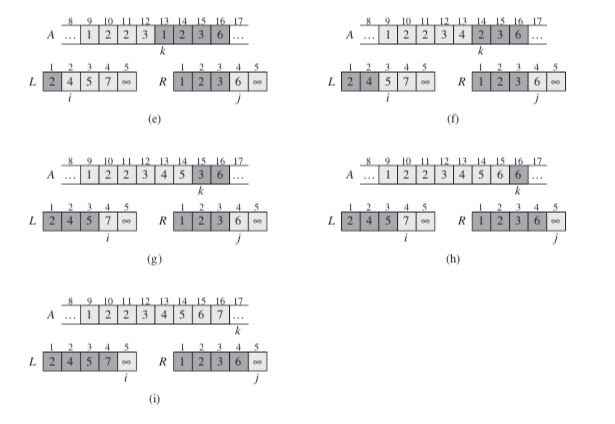 8 9 10 11 12 13 14 15 16 17
A … 1 2 2 3 1 2 3 6 …
k
1 2 3 4 5
L 2 4 5 7 ∞
i
1 2 3 4 5
R 1 2 3 6 ∞
j
(e)
8 9 10 11 12 13 14 15 16 17
A … 1 2 2 3 4 2 3 6 …
k
1 2 3 4 5
L 2 4 5 7 ∞
i
1 2 3 4 5
R 1 2 3 6 ∞
j
(f)
8 9 10 11 12 13 14 15 16 17
A … 1 2 2 3 4 5 3 6 …
k
1 2 3 4 5
L 2 4 5 7 ∞
i
1 2 3 4 5
R 1 2 3 6 ∞
j
(g)
8 9 10 11 12 13 14 15 16 17
A … 1 2 2 3 4 5 6 6 …
k
1 2 3 4 5
L 2 4 5 7 ∞
i
1 2 3 4 5
R 1 2 3 6 ∞
j
(h)
8 9 10 11 12 13 14 15 16 17
A … 1 2 2 3 4 5 6 7 …
k
1 2 3 4 5
L 2 4 5 7 ∞
i
1 2 3 4 5
R 1 2 3 6 ∞
j
(i)